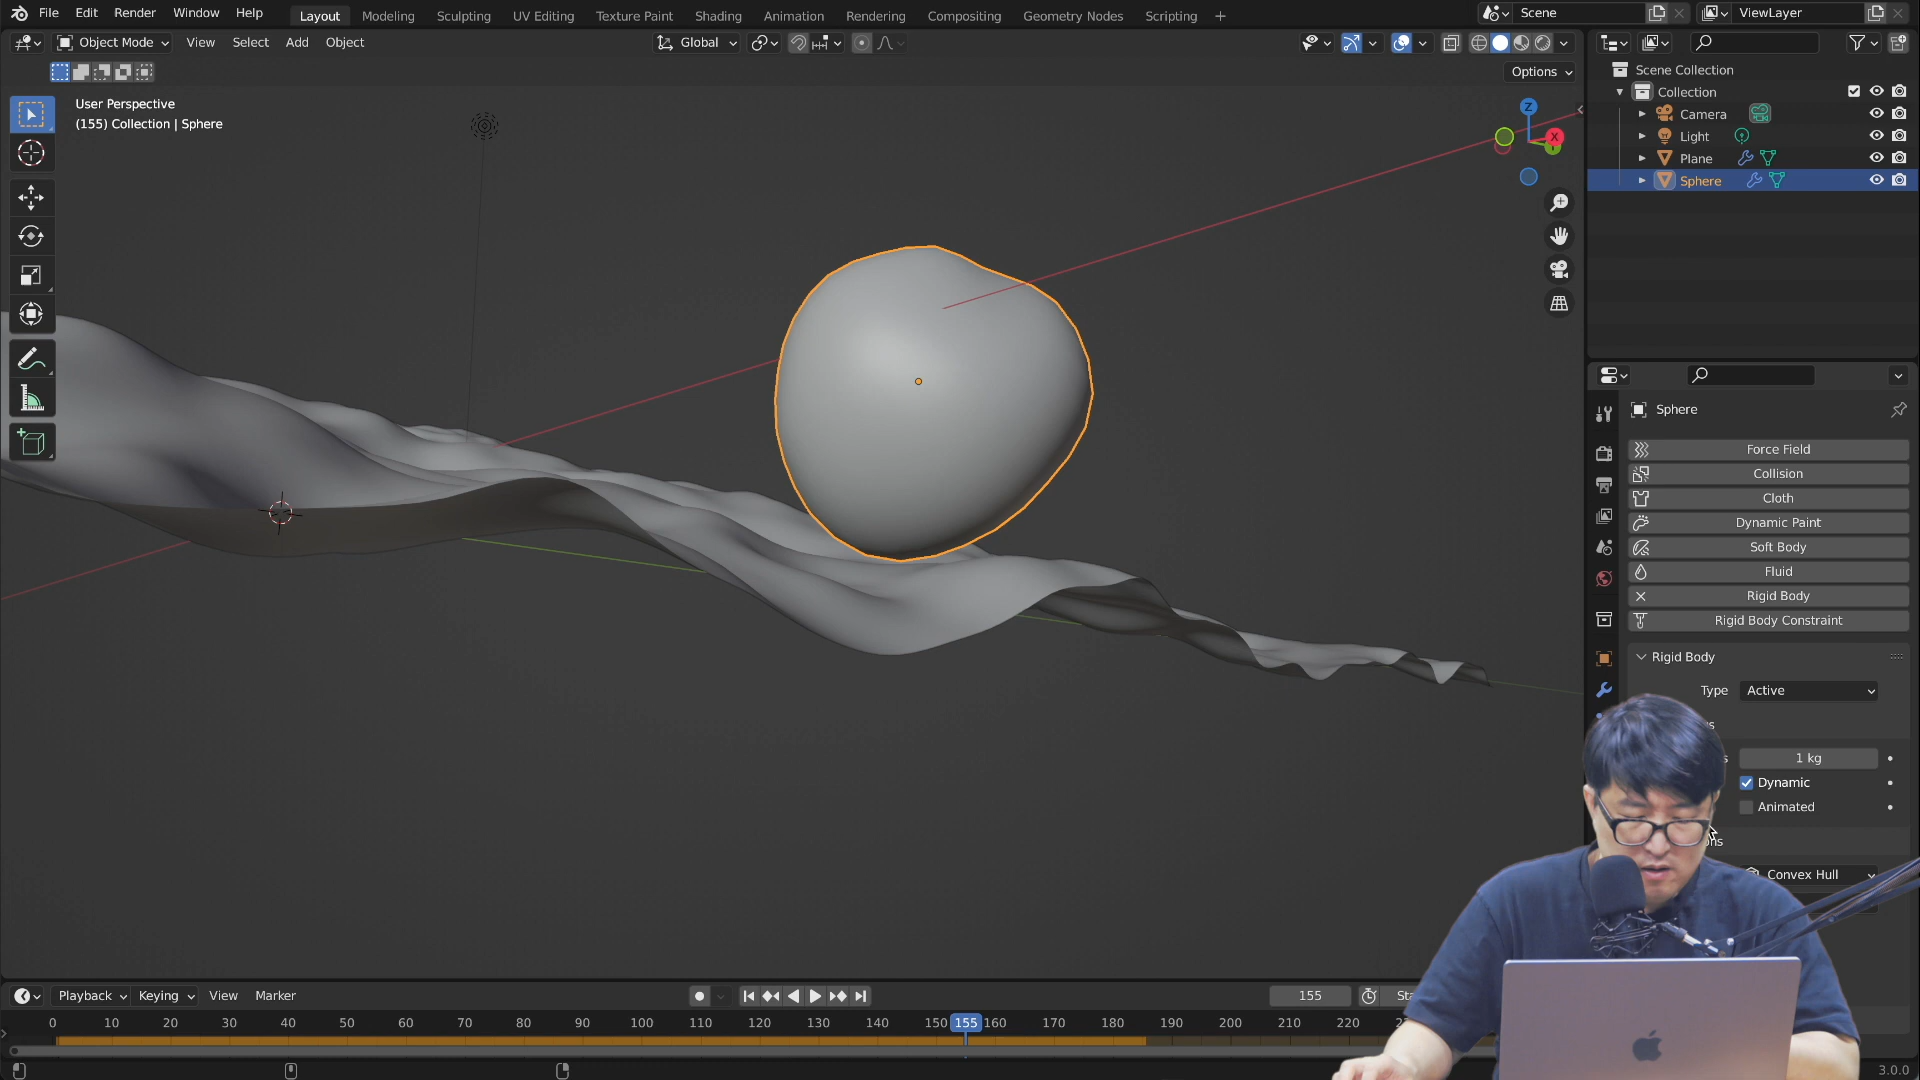 File Edit Render Window Help Layout Modeling Sculpting UV Editing Texture Paint Shading Animation Rendering Compositing Geometry Nodes Scripting + Scene ViewLayer
Object Mode View Select Add Object Global
Options
User Perspective
(155) Collection | Sphere
Z
X
Scene Collection
Collection
Camera
Light
Plane
Sphere
Sphere
Force Field
Collision
Cloth
Dynamic Paint
Soft Body
Fluid
Rigid Body
Rigid Body Constraint
Rigid Body
Type Active
1 kg
Dynamic
Animated
Convex Hull
Playback Keying View Marker 155
0 10 20 30 40 50 60 70 80 90 100 110 120 130 140 150 155 160 170 180 190 200 210 220
3.0.0